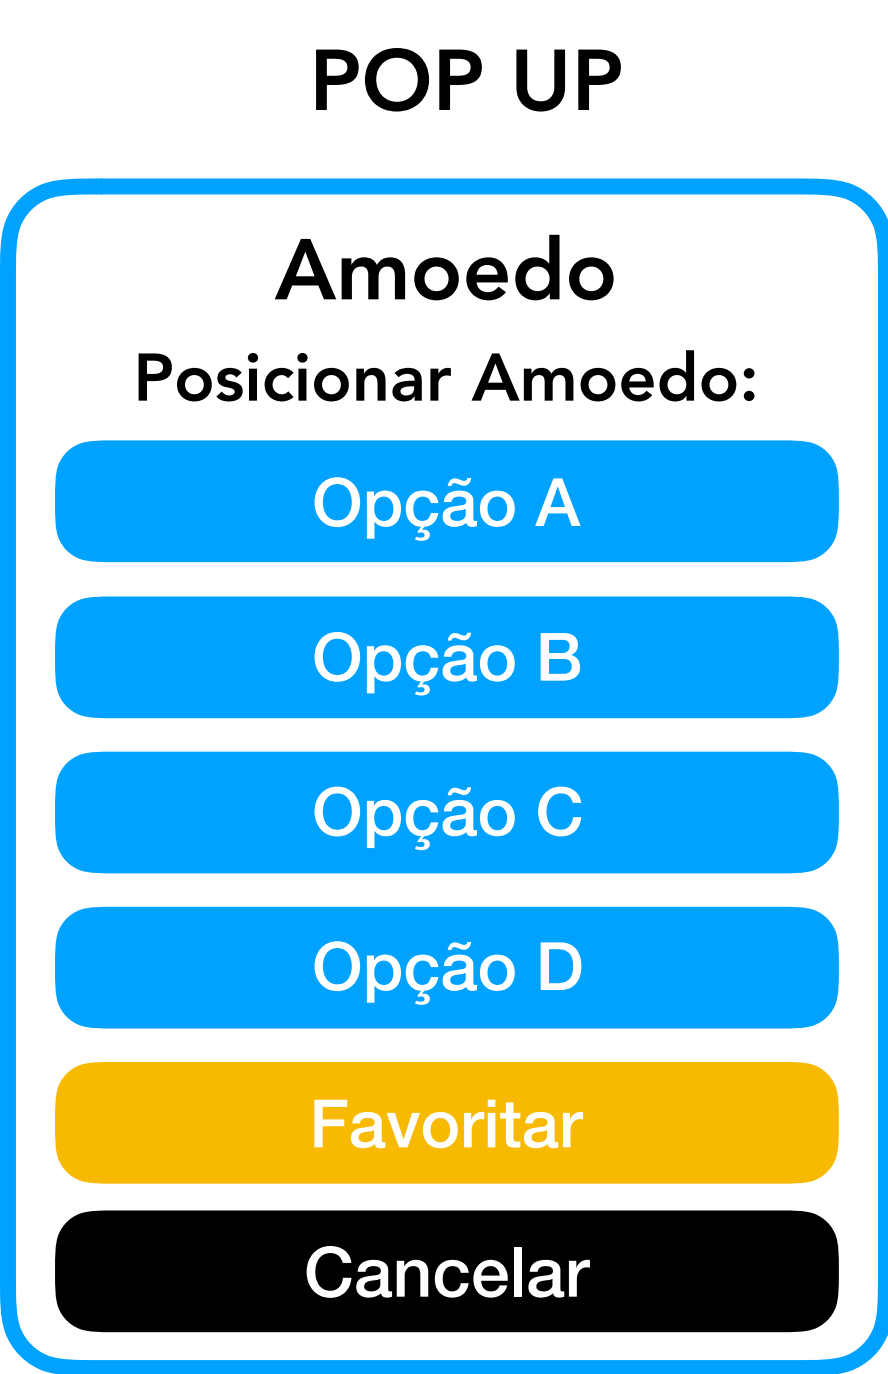 POP UP
Amoedo
Posicionar Amoedo:
Opção A
Opção B
Opção C
Opção D
Favoritar
Cancelar